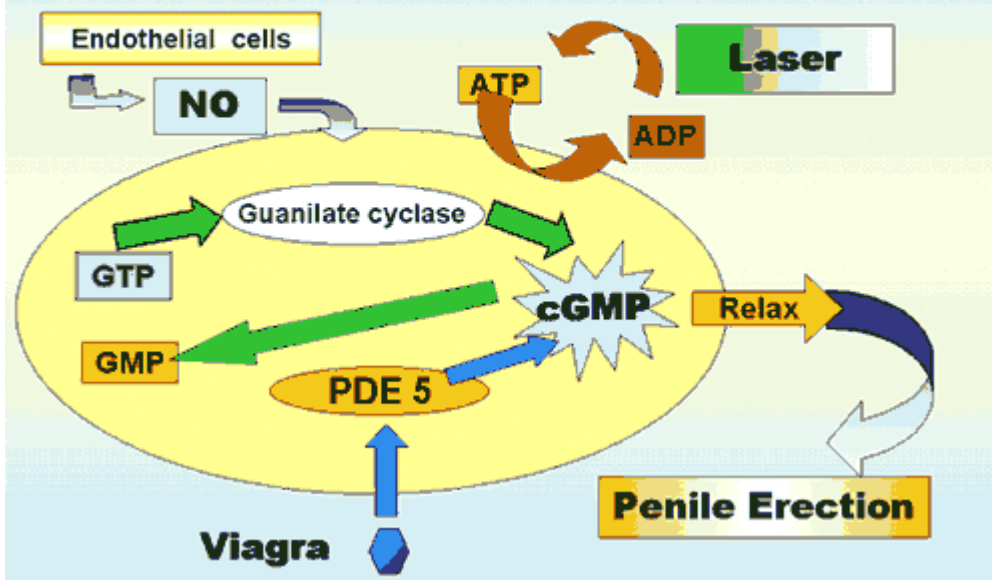 Endothelial cells
NO
ATP
Laser
ADP
Guanilate cyclase
GTP
cGMP
Relax
GMP
PDE 5
Penile Erection
Viagra